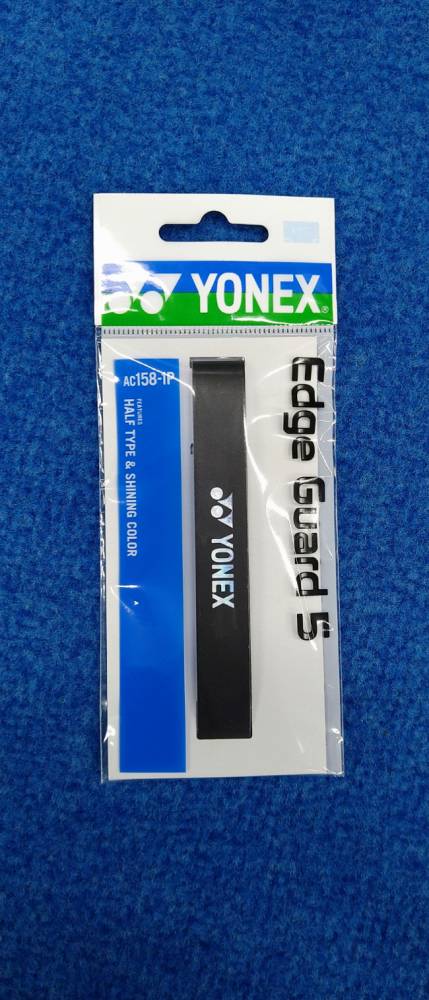 YONEX®
AC158-1P
FEATURES
HALF TYPE & SHINING COLOR
YONEX
Edge Guard 5